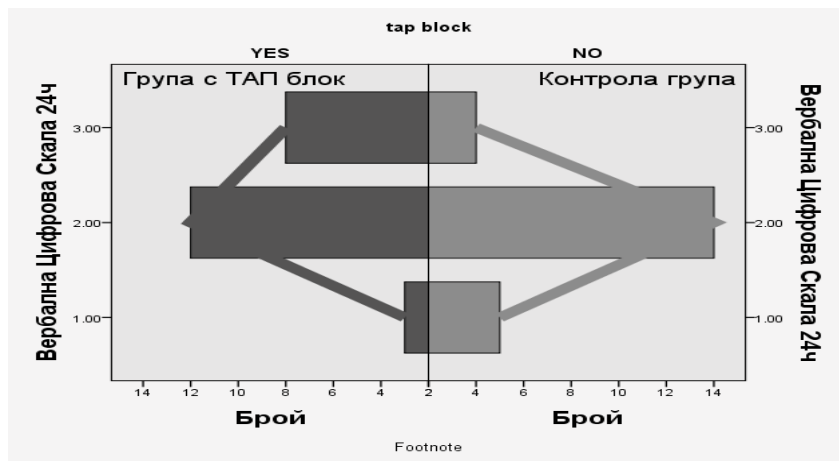 tap block
YES NO
Група с ТАП блок Контрола група
Вербална Цифрова Скала 24ч
3.00 3.00
2.00 2.00
1.00 1.00
Вербална Цифрова Скала 24ч
14 12 10 8 6 4 2 4 6 8 10 12 14
Брой Брой
Footnote